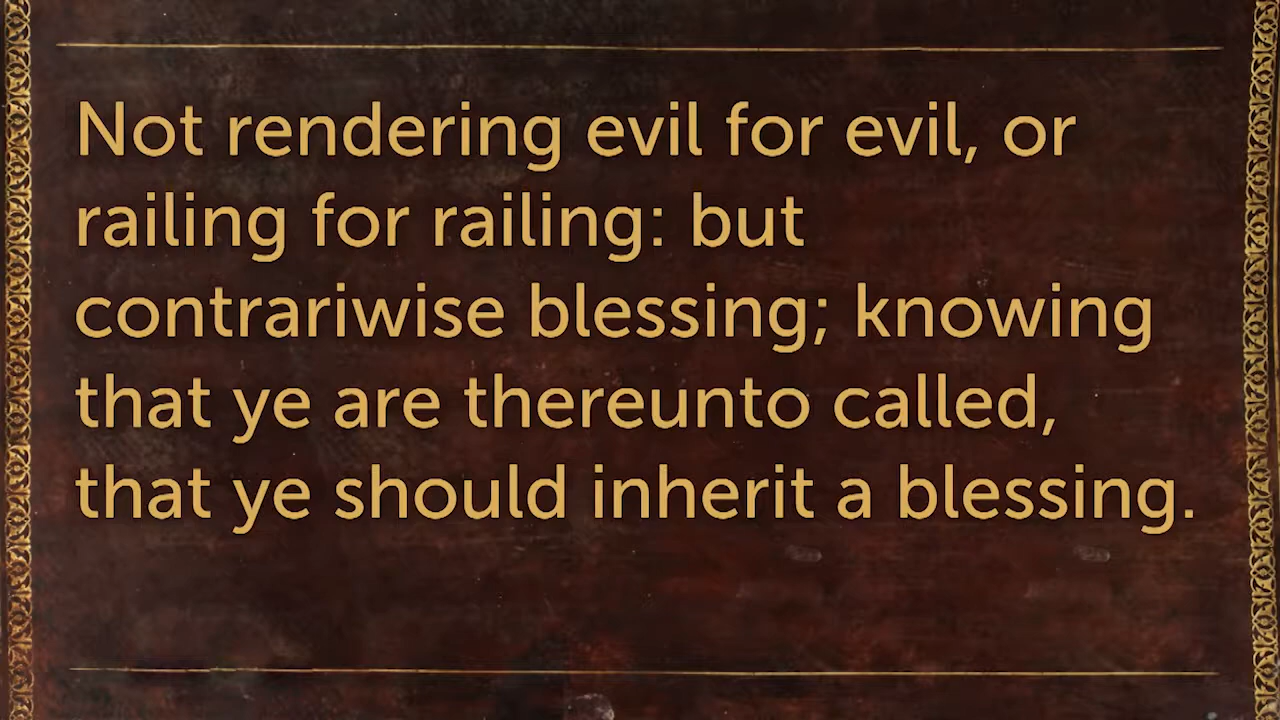 Not rendering evil for evil, or
railing for railing: but
contrariwise blessing; knowing
that ye are thereunto called,
that ye should inherit a blessing.